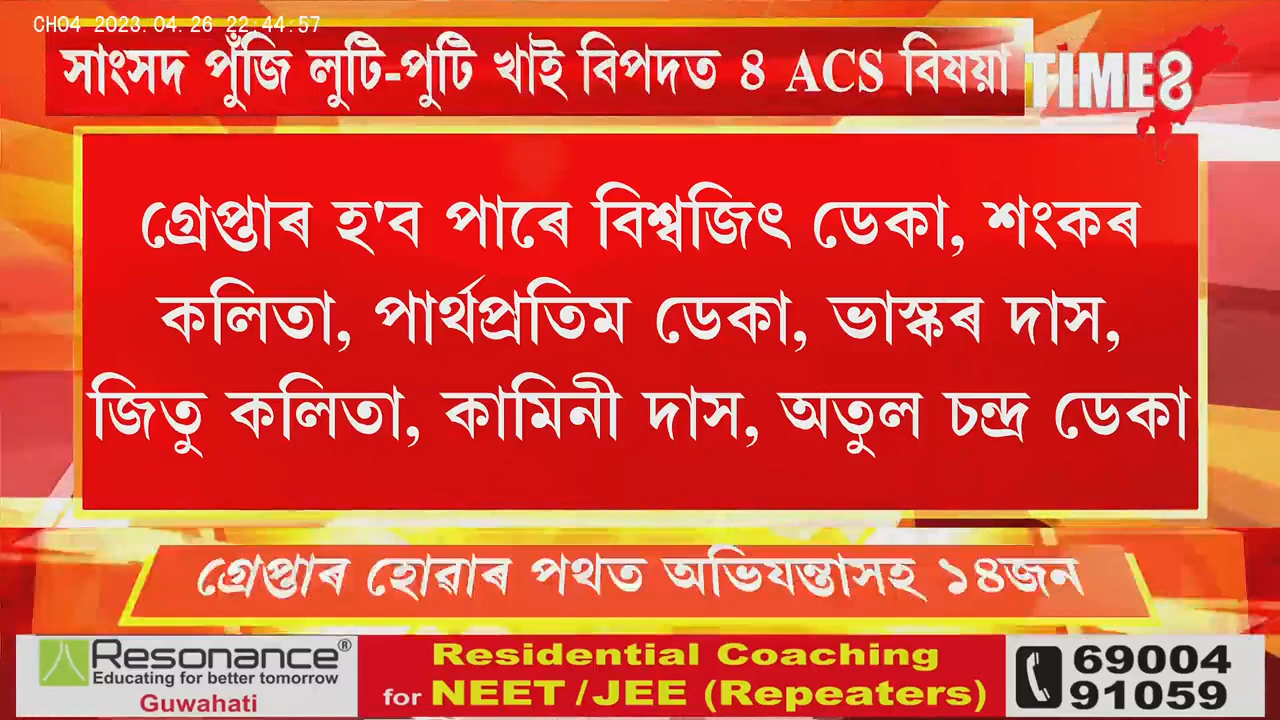 CH04 2023.04.26 22:44:57
সাংসদ পুঁজি লুটি-পুটি খাই বিপদত ৪ ACS বিষয়া
TIME8
গ্ৰেপ্তাৰ হ'ব পাৰে বিশ্বজিৎ ডেকা, শংকৰ
কলিতা, পাৰ্থপ্ৰতিম ডেকা, ভাস্কৰ দাস,
জিতু কলিতা, কামিনী দাস, অতুল চন্দ্ৰ ডেকা
গ্ৰেপ্তাৰ হোৱাৰ পথত অভিযন্তাসহ ১৪জন
Resonance®
Educating for better tomorrow
Guwahati
Residential Coaching
for NEET/JEE (Repeaters)
69004
91059